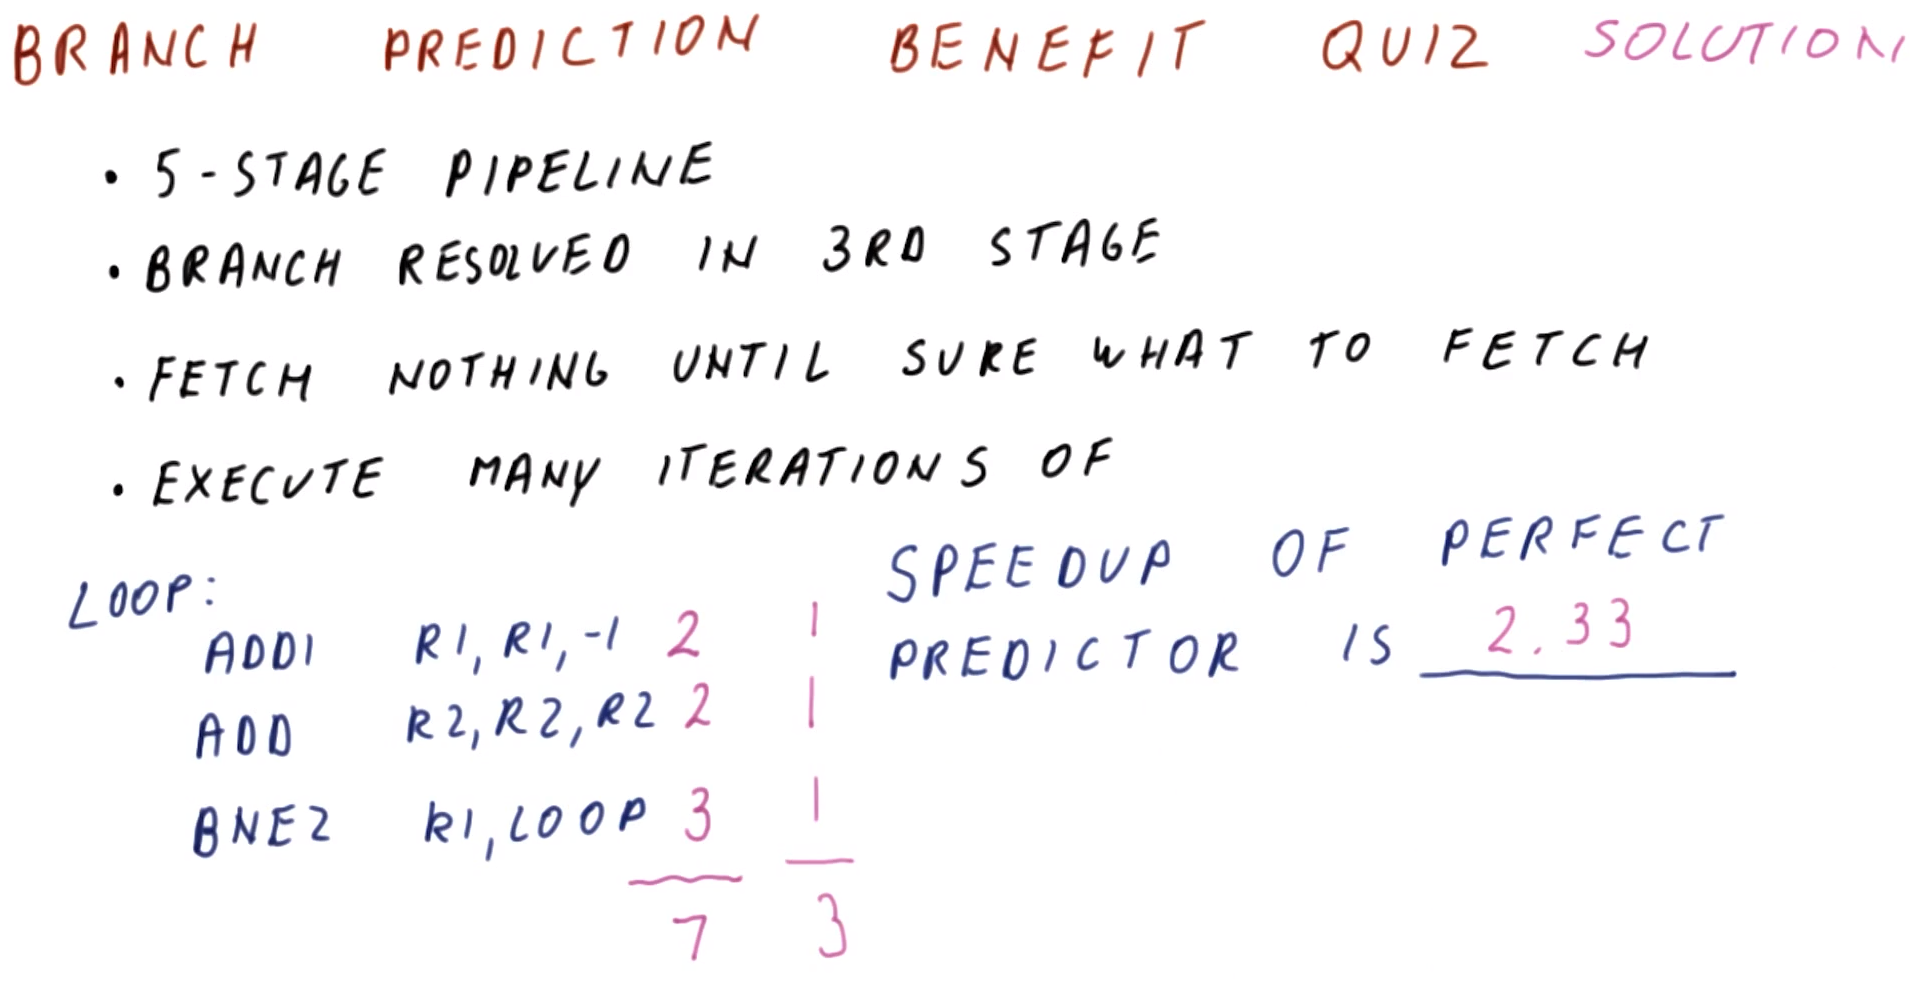 BRANCH PREDICTION BENEFIT QUIZ SOLUTION
• 5-STAGE PIPELINE
• BRANCH RESOLVED IN 3RD STAGE
• FETCH NOTHING UNTIL SURE WHAT TO FETCH
• EXECUTE MANY ITERATIONS OF
LOOP:
ADDI R1, R1, -1 2 1
ADD R2, R2, R2 2 1
BNEZ R1, LOOP 3 1
7 3
SPEEDUP OF PERFECT
PREDICTOR IS 2.33